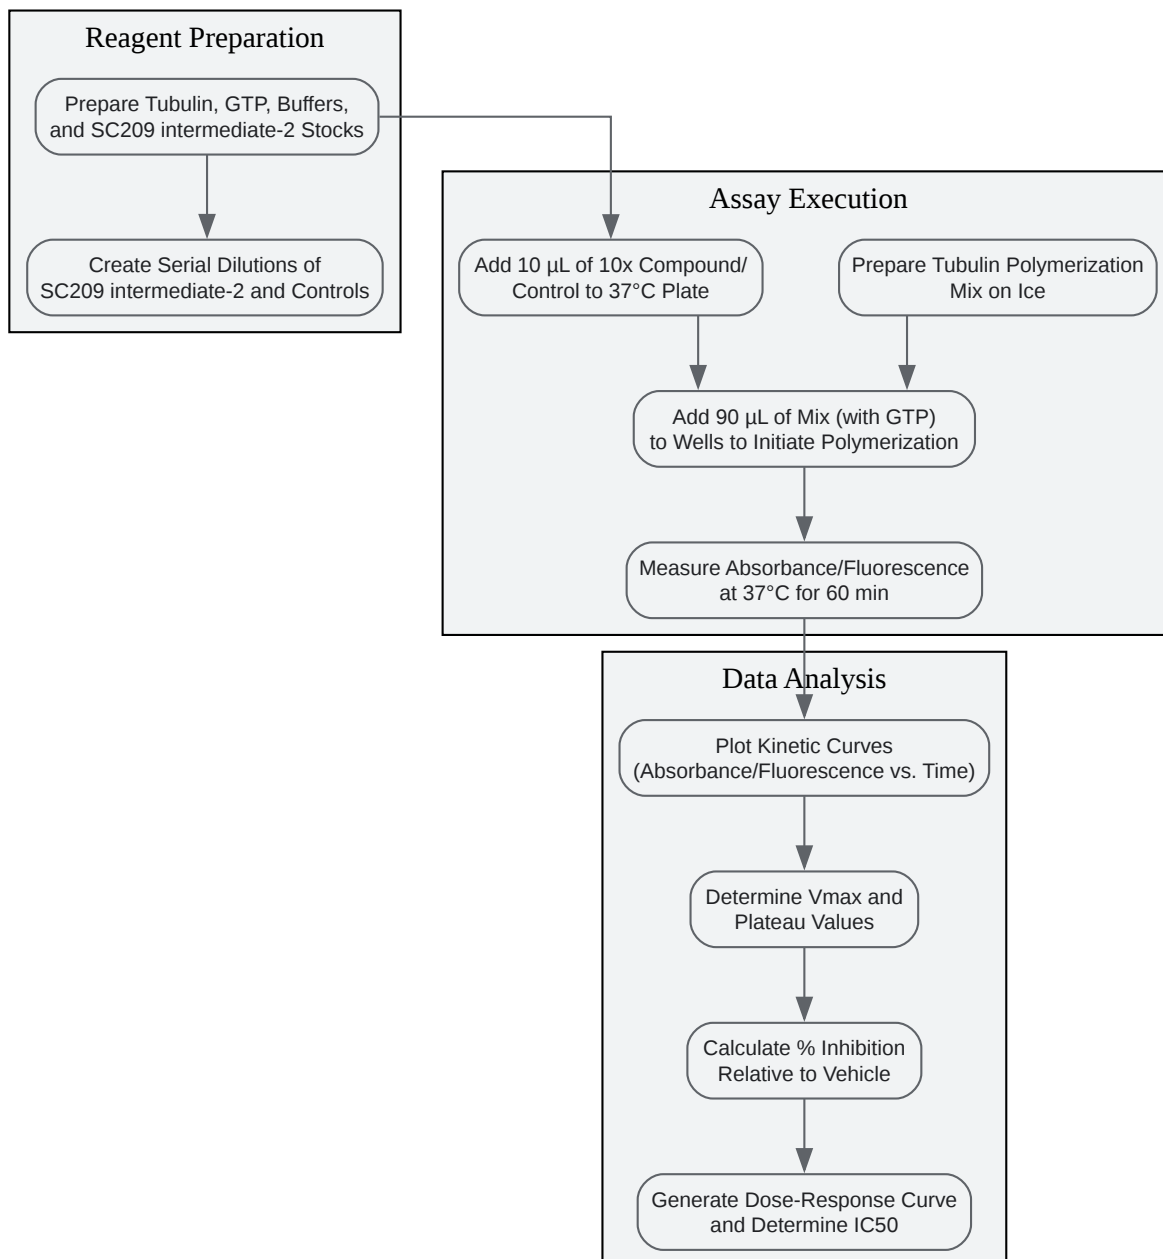 Reagent Preparation
Prepare Tubulin, GTP, Buffers,
and SC209 intermediate-2 Stocks
Create Serial Dilutions of
SC209 intermediate-2 and Controls
Assay Execution
Add 10 µL of 10x Compound/
Control to 37°C Plate
Prepare Tubulin Polymerization
Mix on Ice
Add 90 µL of Mix (with GTP)
to Wells to Initiate Polymerization
Measure Absorbance/Fluorescence
at 37°C for 60 min
Data Analysis
Plot Kinetic Curves
(Absorbance/Fluorescence vs. Time)
Determine Vmax and
Plateau Values
Calculate % Inhibition
Relative to Vehicle
Generate Dose-Response Curve
and Determine IC50